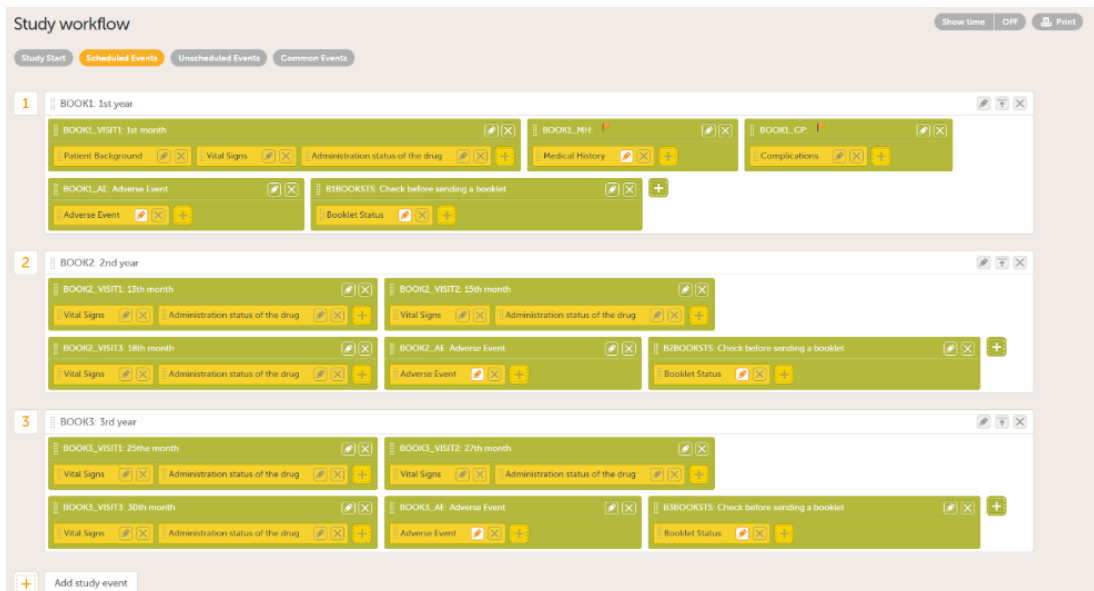 Study workflow
Show time OFF Print
Study Start Scheduled Events Unscheduled Events Common Events
1 BOOK1: 1st year
BOOK1_VISIT1: 1st month BOOK1_MH: BOOK1_CP:
Patient Background Vital Signs Administration status of the drug Medical History Complications
BOOK1_AE: Adverse Event B1BOOKSTS: Check before sending a booklet
Adverse Event Booklet Status
2 BOOK2: 2nd year
BOOK2_VISIT1: 13th month BOOK2_VISIT2: 15th month
Vital Signs Administration status of the drug Vital Signs Administration status of the drug
BOOK2_VISIT3: 18th month BOOK2_AE: Adverse Event B2BOOKSTS: Check before sending a booklet
Vital Signs Administration status of the drug Adverse Event Booklet Status
3 BOOK3: 3rd year
BOOK3_VISIT1: 25the month BOOK3_VISIT2: 27th month
Vital Signs Administration status of the drug Vital Signs Administration status of the drug
BOOK3_VISIT3: 30th month BOOK3_AE: Adverse Event B3BOOKSTS: Check before sending a booklet
Vital Signs Administration status of the drug Adverse Event Booklet Status
Add study event